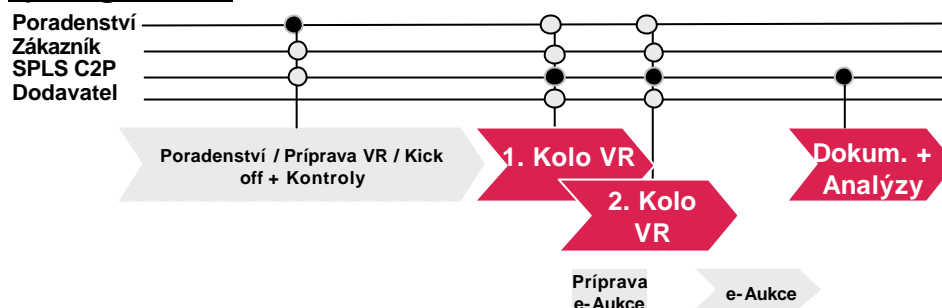 Poradenství
Zákazník
SPLS C2P
Dodavatel
Poradenství / Príprava VR / Kick
off + Kontroly
1. Kolo VR
2. Kolo
VR
Dokum. +
Analýzy
Príprava
e-Aukce
e-Aukce